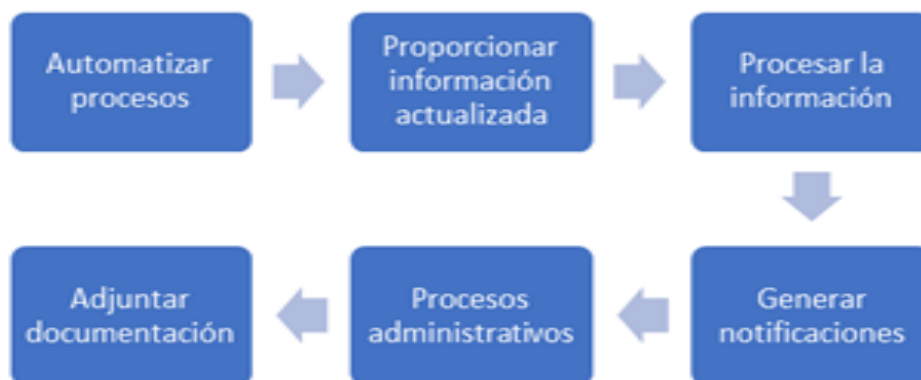 Automatizar
procesos
Proporcionar
información
actualizada
Procesar la
información
Generar
notificaciones
Procesos
administrativos
Adjuntar
documentación